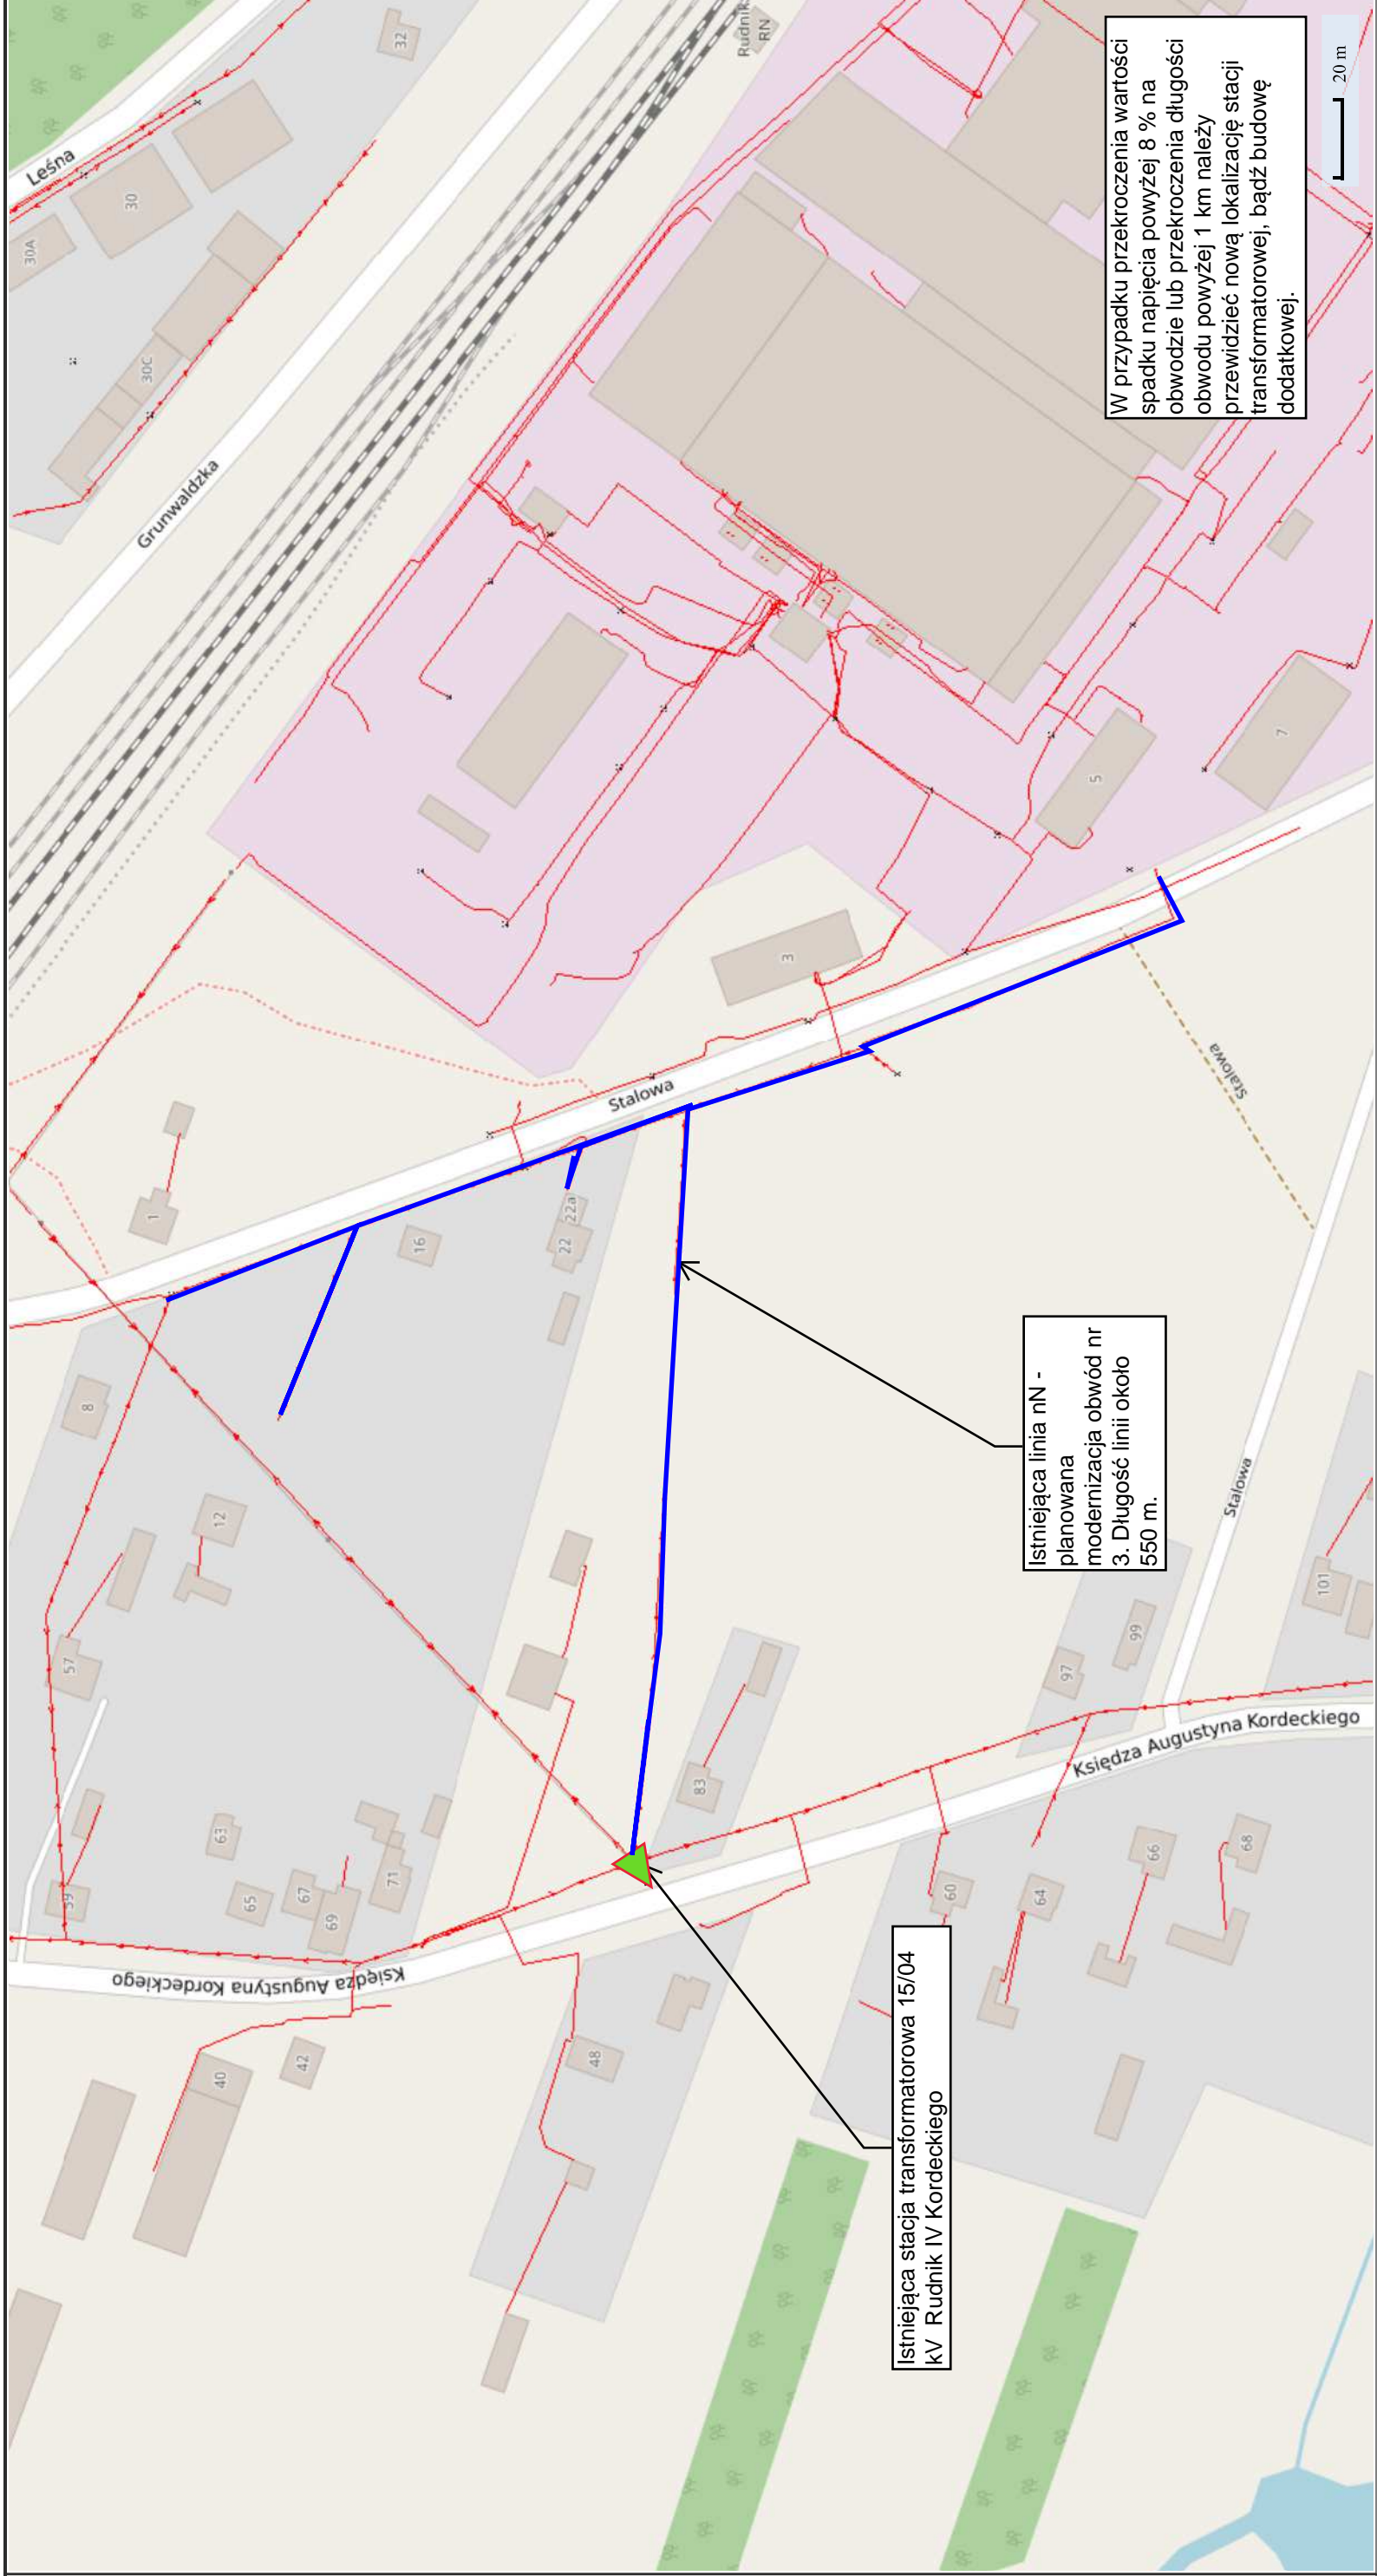 W przypadku przekroczenia wartości
spadku napięcia powyżej 8 % na
obwodzie lub przekroczenia długości
obwodu powyżej 1 km należy
przewidzieć nową lokalizację stacji
transformatorowej, bądź budowę
dodatkowej.
20 m
Istniejąca linia nN -
planowana
modernizacja obwód nr
3. Długość linii około
550 m.
Istniejąca stacja transformatorowa 15/04
kV Rudnik IV Kordeckiego
Leśna
Grunwaldzka
Rudnik
RN
Stalowa
Stalowa
Stalowa
Księdza Augustyna Kordeckiego
Księdza Augustyna Kordeckiego
30A
30
32
30C
1
3
5
7
8
12
16
22
22a
57
59
63
65
67
69
71
83
97
99
101
40
42
48
60
64
66
68